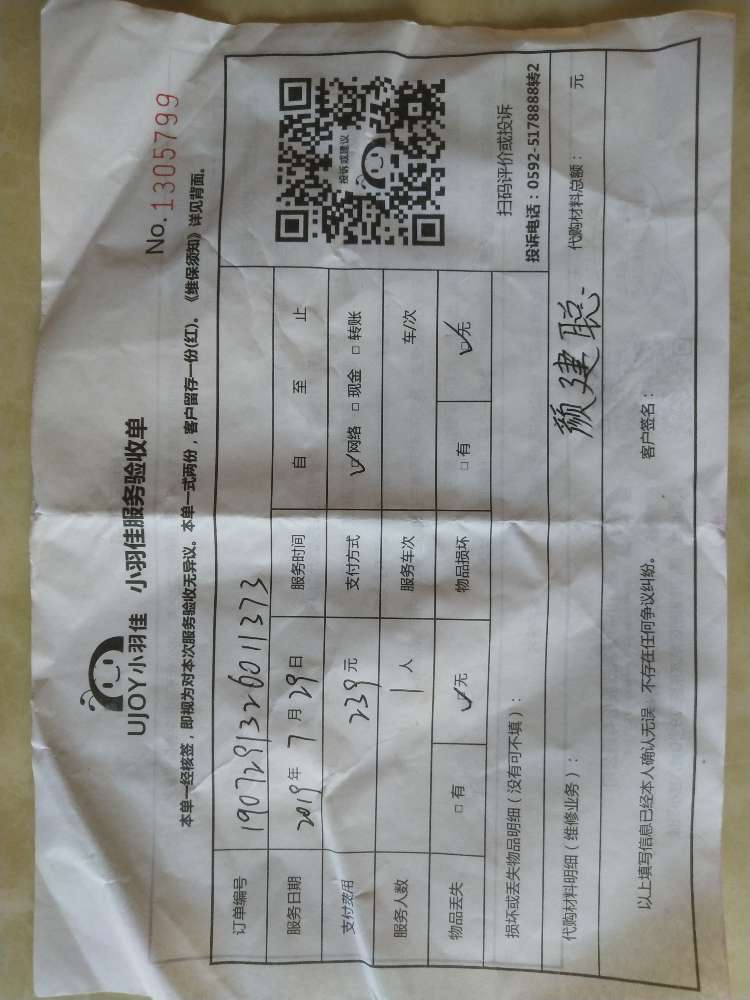 UJOY小羽佳 小羽佳服务验收单
No. 1305799
本单一经核签，即视为对本次服务验收无异议。本单一式两份，客户留存一份(红)。《维保须知》详见背面。
订单编号 1907291326011373
服务日期 2019年 7月 29日 服务时间 自 至 止
支付费用 239元 支付方式 ☑网络 □现金 □转账
服务人数 1人 服务车次 车/次
物品丢失 □有 ☑无 物品损坏 □有 ☑无
投诉或建议
扫码评价或投诉
投诉电话：0592-5178888转2
损坏或丢失物品明细（没有可不填）：
代购材料明细（维修业务）： 代购材料总额： 元
颜建聪
以上填写信息已经本人确认无误，不存在任何争议纠纷。 客户签名：